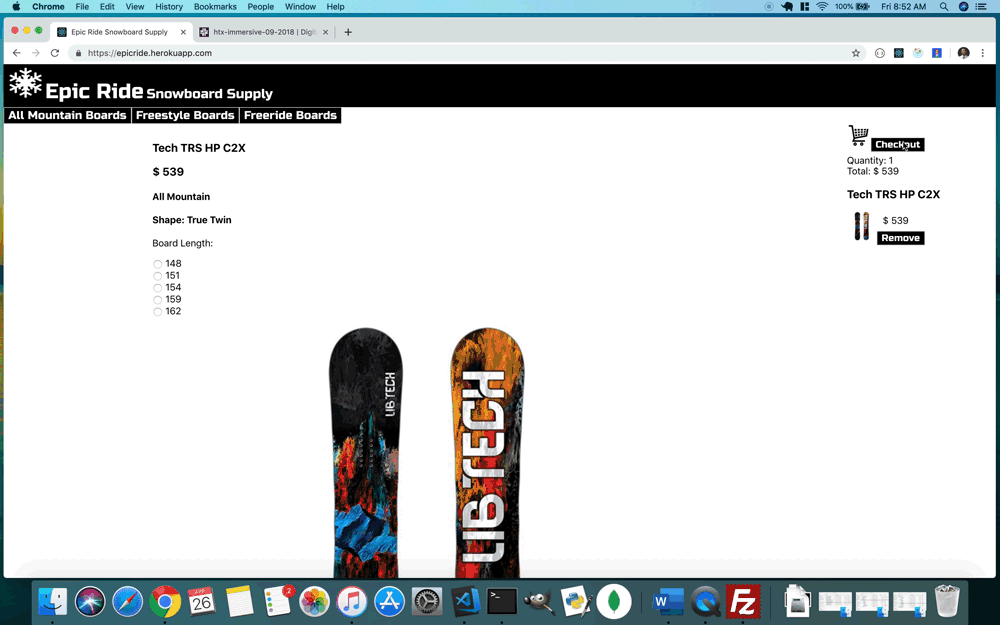 Chrome File Edit View History Bookmarks People Window Help 100% Fri 8:52 AM
Epic Ride Snowboard Supply htx-immersive-09-2018 | Digit
https://epicride.herokuapp.com
Epic Ride Snowboard Supply
All Mountain Boards Freestyle Boards Freeride Boards
Tech TRS HP C2X
$ 539
All Mountain
Shape: True Twin
Board Length:
148
151
154
159
162
Checkout
Quantity: 1
Total: $ 539
Tech TRS HP C2X
$ 539
Remove
LIB TECH
LIB TECH
26
2
W
FZ